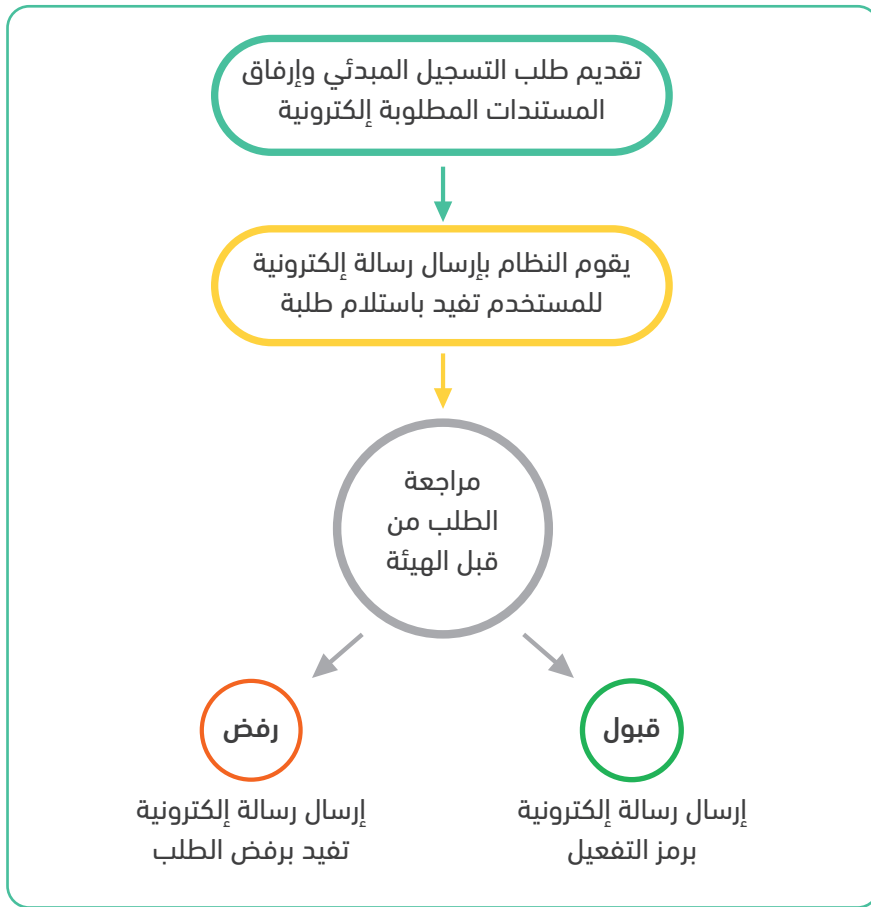 تقديم طلب التسجيل المبدئي وإرفاق
المستندات المطلوبة إلكترونية
يقوم النظام بإرسال رسالة إلكترونية
للمستخدم تفيد باستلام طلبة
مراجعة
الطلب من
قبل الهيئة
قبول
إرسال رسالة إلكترونية
برمز التفعيل
رفض
إرسال رسالة إلكترونية
تفيد برفض الطلب